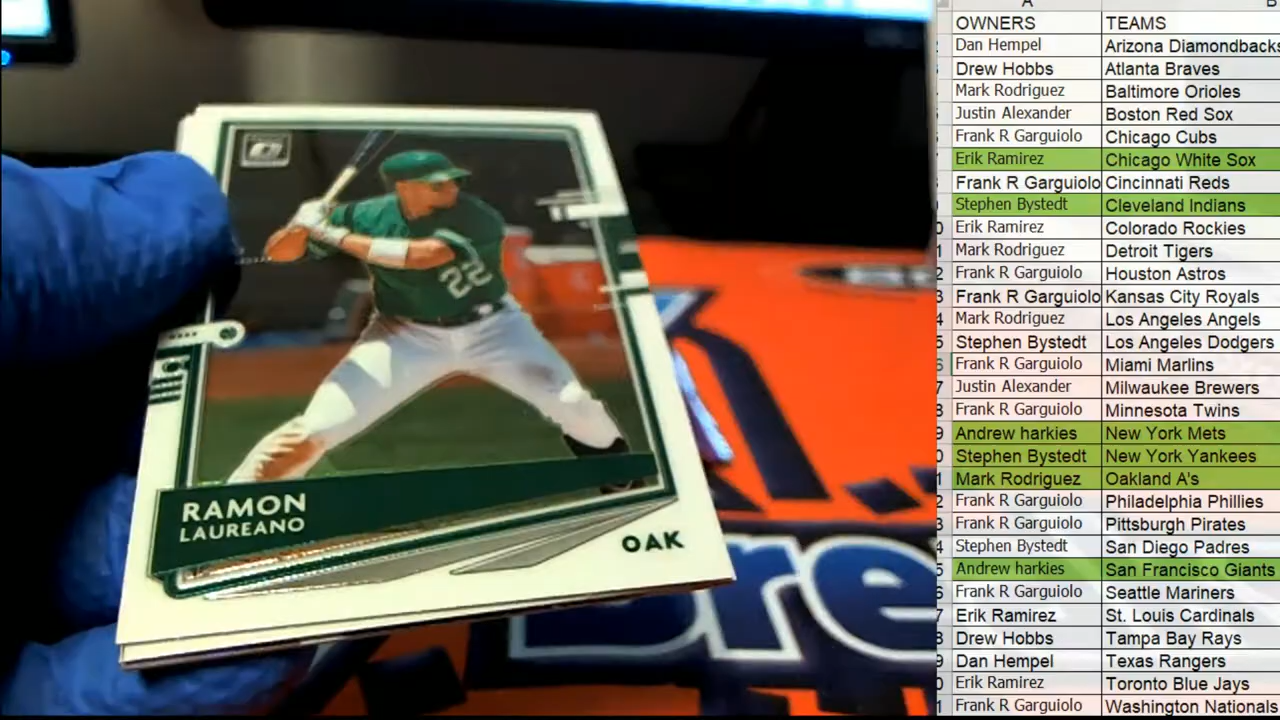 22
RAMON
LAUREANO
OAK
Bre
A B
OWNERS TEAMS
Dan Hempel Arizona Diamondbacks
Drew Hobbs Atlanta Braves
Mark Rodriguez Baltimore Orioles
Justin Alexander Boston Red Sox
Frank R Garguiolo Chicago Cubs
Erik Ramirez Chicago White Sox
Frank R Garguiolo Cincinnati Reds
Stephen Bystedt Cleveland Indians
Erik Ramirez Colorado Rockies
Mark Rodriguez Detroit Tigers
Frank R Garguiolo Houston Astros
Frank R Garguiolo Kansas City Royals
Mark Rodriguez Los Angeles Angels
Stephen Bystedt Los Angeles Dodgers
Frank R Garguiolo Miami Marlins
Justin Alexander Milwaukee Brewers
Frank R Garguiolo Minnesota Twins
Andrew harkies New York Mets
Stephen Bystedt New York Yankees
Mark Rodriguez Oakland A's
Frank R Garguiolo Philadelphia Phillies
Frank R Garguiolo Pittsburgh Pirates
Stephen Bystedt San Diego Padres
Andrew harkies San Francisco Giants
Frank R Garguiolo Seattle Mariners
Erik Ramirez St. Louis Cardinals
Drew Hobbs Tampa Bay Rays
Dan Hempel Texas Rangers
Erik Ramirez Toronto Blue Jays
Frank R Garguiolo Washington Nationals